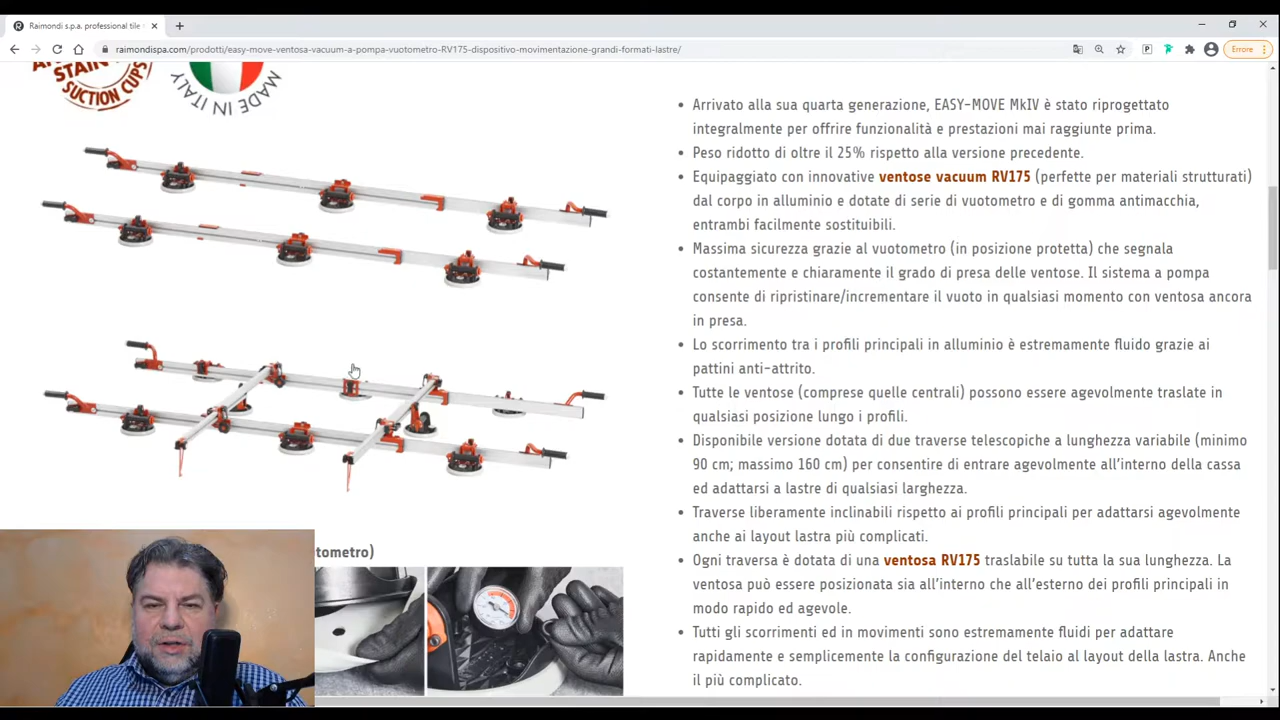 Raimondi s.p.a. professional tile
raimondispa.com/prodotti/easy-move-ventosa-vacuum-a-pompa-vuotometro-RV175-dispositivo-movimentazione-grandi-formati-lastre/
Errore
STAIN
SUCTION CUPS
MADE IN ITALY
Arrivato alla sua quarta generazione, EASY-MOVE MkIV è stato riprogettato
integralmente per offrire funzionalità e prestazioni mai raggiunte prima.
Peso ridotto di oltre il 25% rispetto alla versione precedente.
Equipaggiato con innovative ventose vacuum RV175 (perfette per materiali strutturati)
dal corpo in alluminio e dotate di serie di vuotometro e di gomma antimacchia,
entrambi facilmente sostituibili.
Massima sicurezza grazie al vuotometro (in posizione protetta) che segnala
costantemente e chiaramente il grado di presa delle ventose. Il sistema a pompa
consente di ripristinare/incrementare il vuoto in qualsiasi momento con ventosa ancora
in presa.
Lo scorrimento tra i profili principali in alluminio è estremamente fluido grazie ai
pattini anti-attrito.
Tutte le ventose (comprese quelle centrali) possono essere agevolmente traslate in
qualsiasi posizione lungo i profili.
Disponibile versione dotata di due traverse telescopiche a lunghezza variabile (minimo
90 cm; massimo 160 cm) per consentire di entrare agevolmente all'interno della cassa
ed adattarsi a lastre di qualsiasi larghezza.
Traverse liberamente inclinabili rispetto ai profili principali per adattarsi agevolmente
anche ai layout lastra più complicati.
Ogni traversa è dotata di una ventosa RV175 traslabile su tutta la sua lunghezza. La
ventosa può essere posizionata sia all'interno che all'esterno dei profili principali in
modo rapido ed agevole.
Tutti gli scorrimenti ed in movimenti sono estremamente fluidi per adattare
rapidamente e semplicemente la configurazione del telaio al layout della lastra. Anche
il più complicato.
tometro)